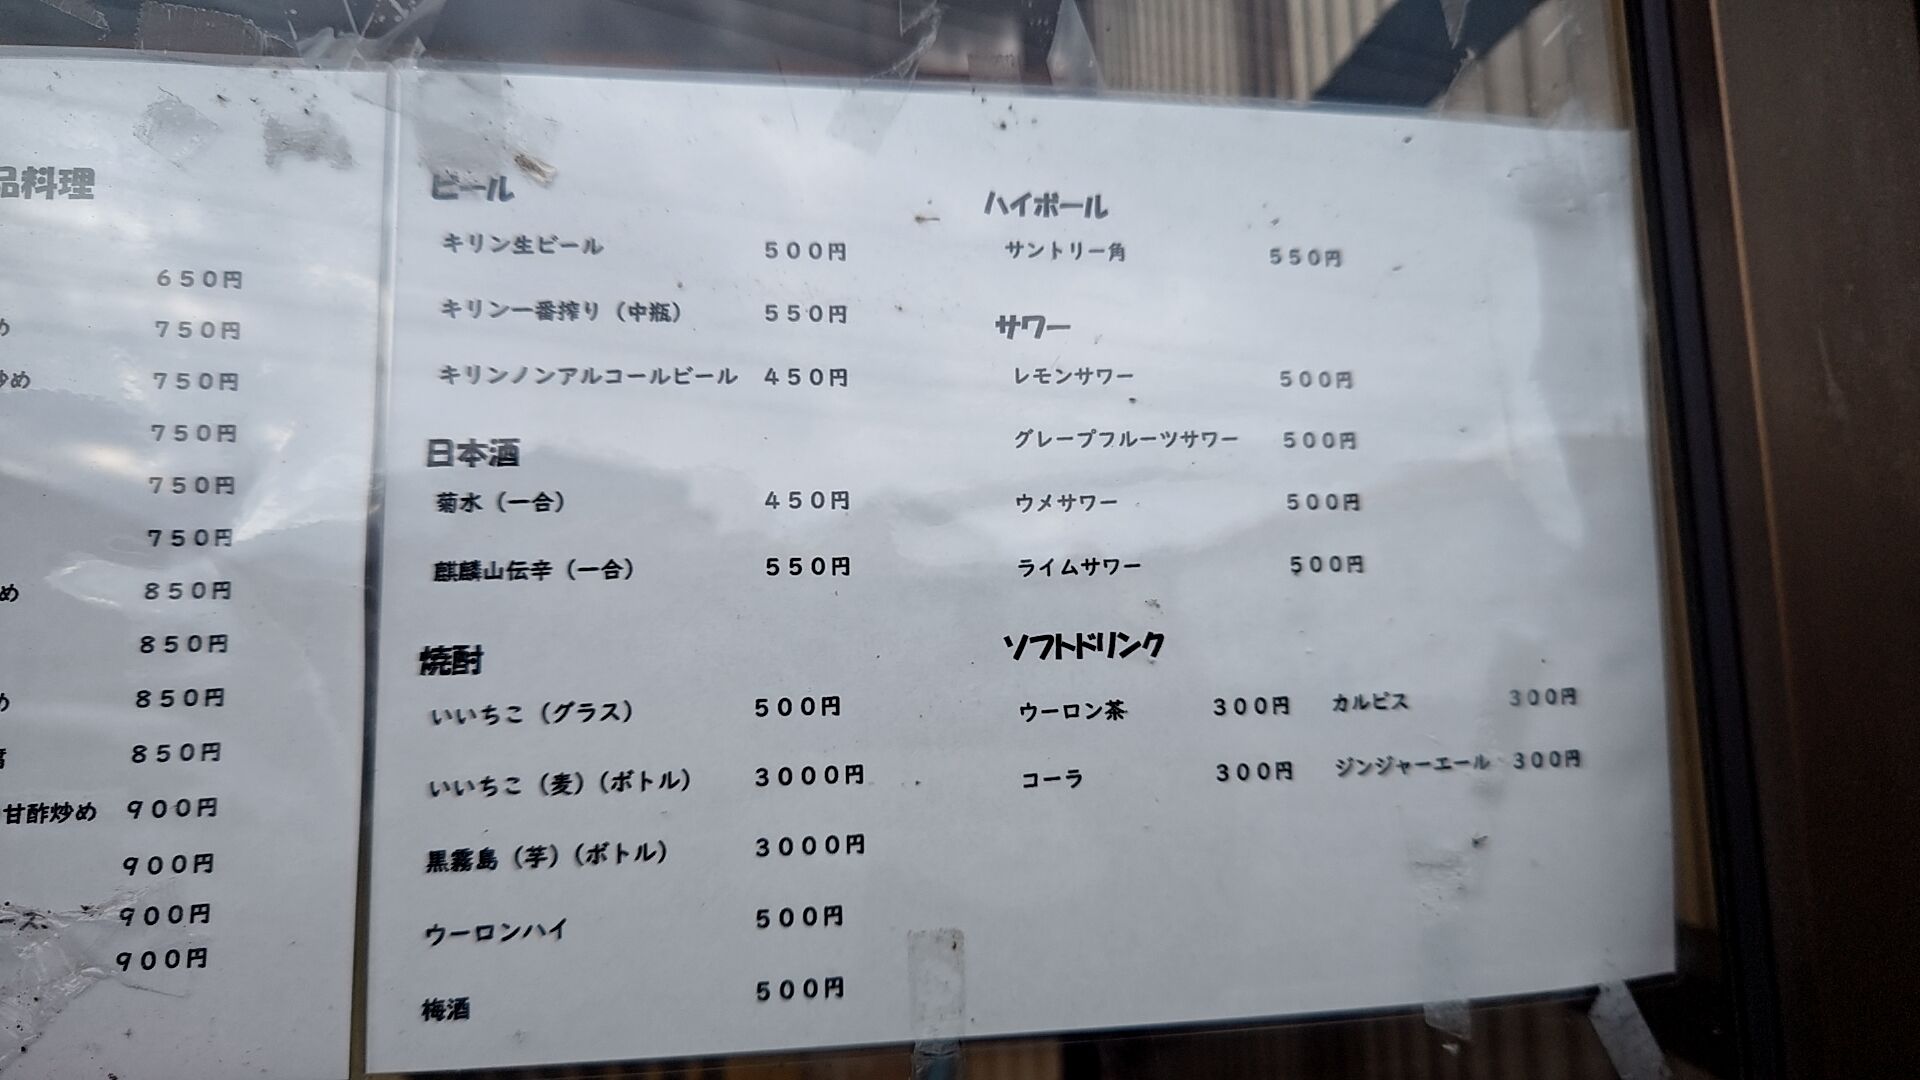 品料理
650円
め 750円
炒め 750円
750円
750円
750円
め 850円
850円
め 850円
850円
甘酢炒め 900円
900円
ース 900円
900円
ビール
キリン生ビール 500円
キリン一番搾り（中瓶） 550円
キリンノンアルコールビール 450円
日本酒
菊水（一合） 450円
麒麟山伝辛（一合） 550円
焼酎
いいちこ（グラス） 500円
いいちこ（麦）（ボトル） 3000円
黒霧島（芋）（ボトル） 3000円
ウーロンハイ 500円
梅酒 500円
ハイボール
サントリー角 550円
サワー
レモンサワー 500円
グレープフルーツサワー 500円
ウメサワー 500円
ライムサワー 500円
ソフトドリンク
ウーロン茶 300円 カルピス 300円
コーラ 300円 ジンジャーエール 300円